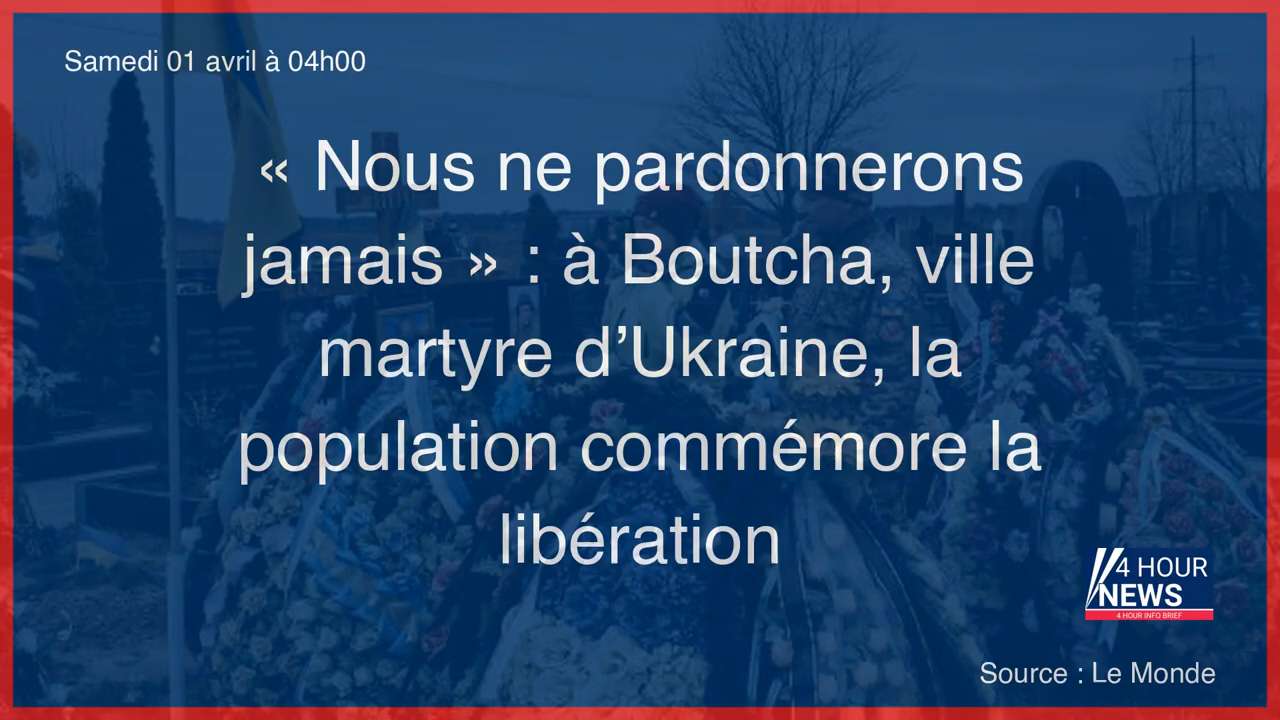 Samedi 01 avril à 04h00
« Nous ne pardonnerons
jamais » : à Boutcha, ville
martyre d’Ukraine, la
population commémore la
libération
4 HOUR
NEWS
4 HOUR INFO BRIEF
Source : Le Monde